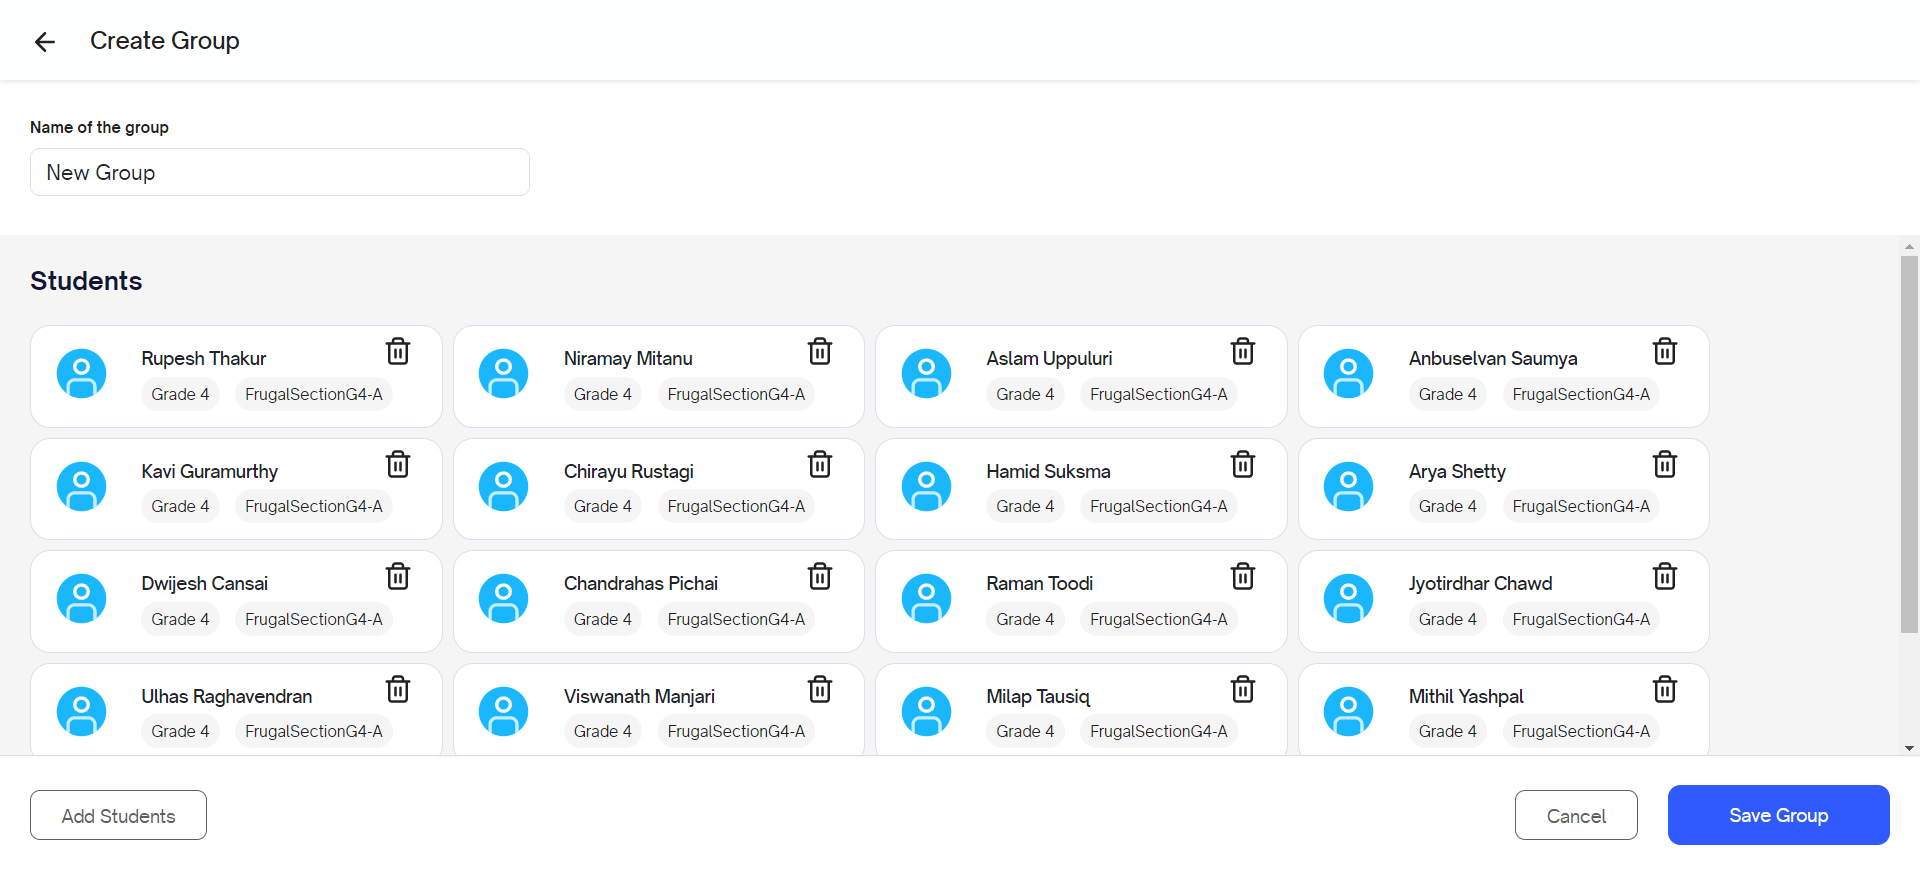 Create Group
Name of the group
New Group
Students
Rupesh Thakur
Grade 4 FrugalSectionG4-A
Niramay Mitanu
Grade 4 FrugalSectionG4-A
Aslam Uppuluri
Grade 4 FrugalSectionG4-A
Anbuselvan Saumya
Grade 4 FrugalSectionG4-A
Kavi Guramurthy
Grade 4 FrugalSectionG4-A
Chirayu Rustagi
Grade 4 FrugalSectionG4-A
Hamid Suksma
Grade 4 FrugalSectionG4-A
Arya Shetty
Grade 4 FrugalSectionG4-A
Dwijesh Cansai
Grade 4 FrugalSectionG4-A
Chandrahas Pichai
Grade 4 FrugalSectionG4-A
Raman Toodi
Grade 4 FrugalSectionG4-A
Jyotirdhar Chawd
Grade 4 FrugalSectionG4-A
Ulhas Raghavendran
Grade 4 FrugalSectionG4-A
Viswanath Manjari
Grade 4 FrugalSectionG4-A
Milap Tausiq
Grade 4 FrugalSectionG4-A
Mithil Yashpal
Grade 4 FrugalSectionG4-A
Add Students
Cancel
Save Group